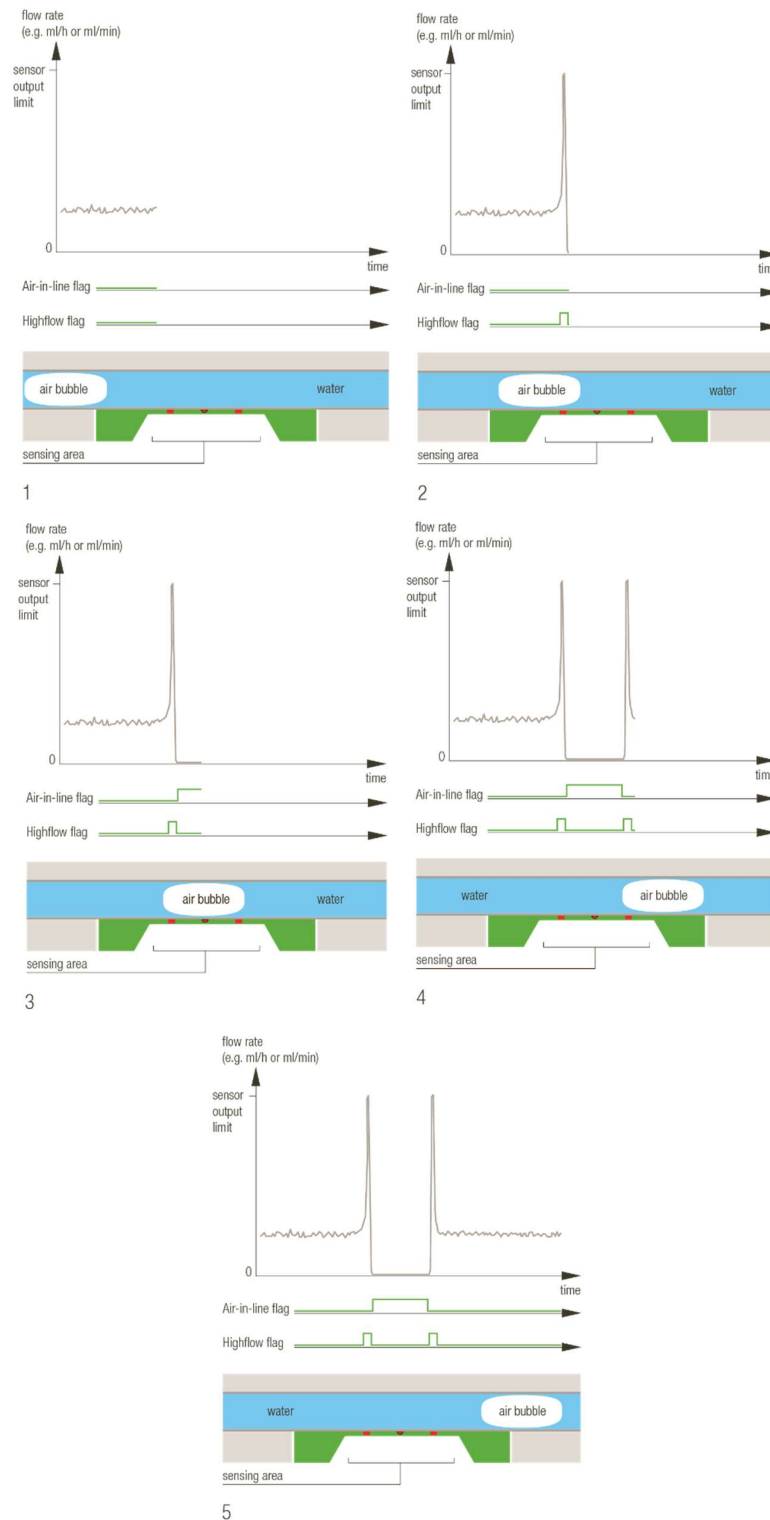 flow rate
(e.g. ml/h or ml/min)
sensor
output
limit
0
time
Air-in-line flag
Highflow flag
air bubble
water
sensing area
1
flow rate
(e.g. ml/h or ml/min)
sensor
output
limit
0
time
Air-in-line flag
Highflow flag
air bubble
water
sensing area
2
flow rate
(e.g. ml/h or ml/min)
sensor
output
limit
0
time
Air-in-line flag
Highflow flag
air bubble
water
sensing area
3
flow rate
(e.g. ml/h or ml/min)
sensor
output
limit
0
time
Air-in-line flag
Highflow flag
water
air bubble
sensing area
4
flow rate
(e.g. ml/h or ml/min)
sensor
output
limit
0
time
Air-in-line flag
Highflow flag
water
air bubble
sensing area
5